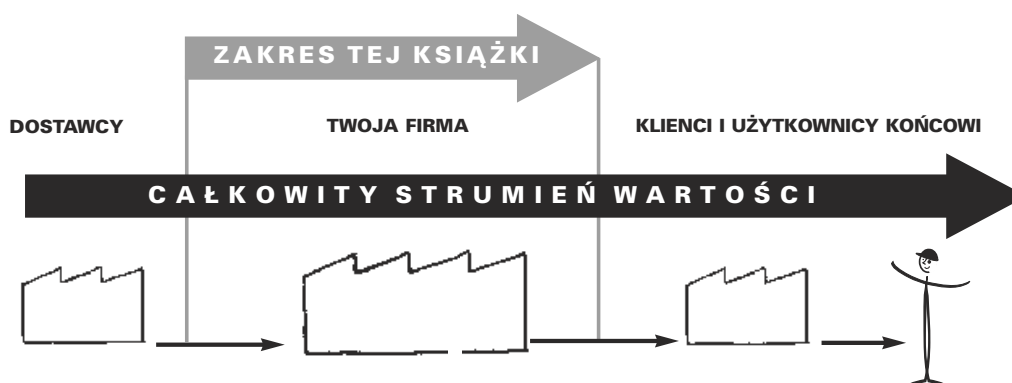 ZAKRES TEJ KSIĄŻKI
DOSTAWCY
TWOJA FIRMA
KLIENCI I UŻYTKOWNICY KOŃCOWI
CAŁKOWITY STRUMIEŃ WARTOŚCI